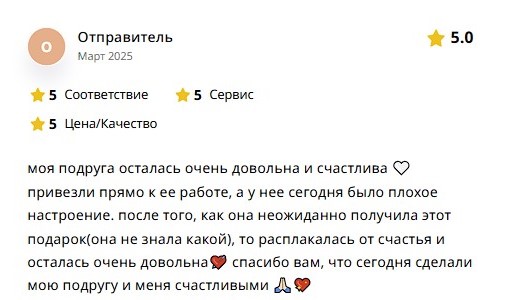 О
Отправитель
5.0
Март 2025
5 Соответствие
5 Сервис
5 Цена/Качество
моя подруга осталась очень довольна и счастлива 🤍
привезли прямо к ее работе, а у нее сегодня было плохое
настроение. после того, как она неожиданно получила этот
подарок(она не знала какой), то расплакалась от счастья и
осталась очень довольна💘 спасибо вам, что сегодня сделали
мою подругу и меня счастливыми 🙏🏻💖